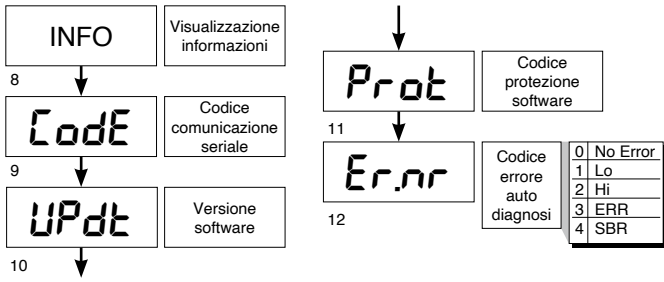 INFO
Visualizzazione
informazioni
8
CodE
Codice
comunicazione
seriale
9
UPdt
Versione
software
10
Prot
Codice
protezione
software
11
Er.nr
Codice
errore
auto
diagnosi
0 No Error
1 Lo
2 Hi
3 ERR
4 SBR
12